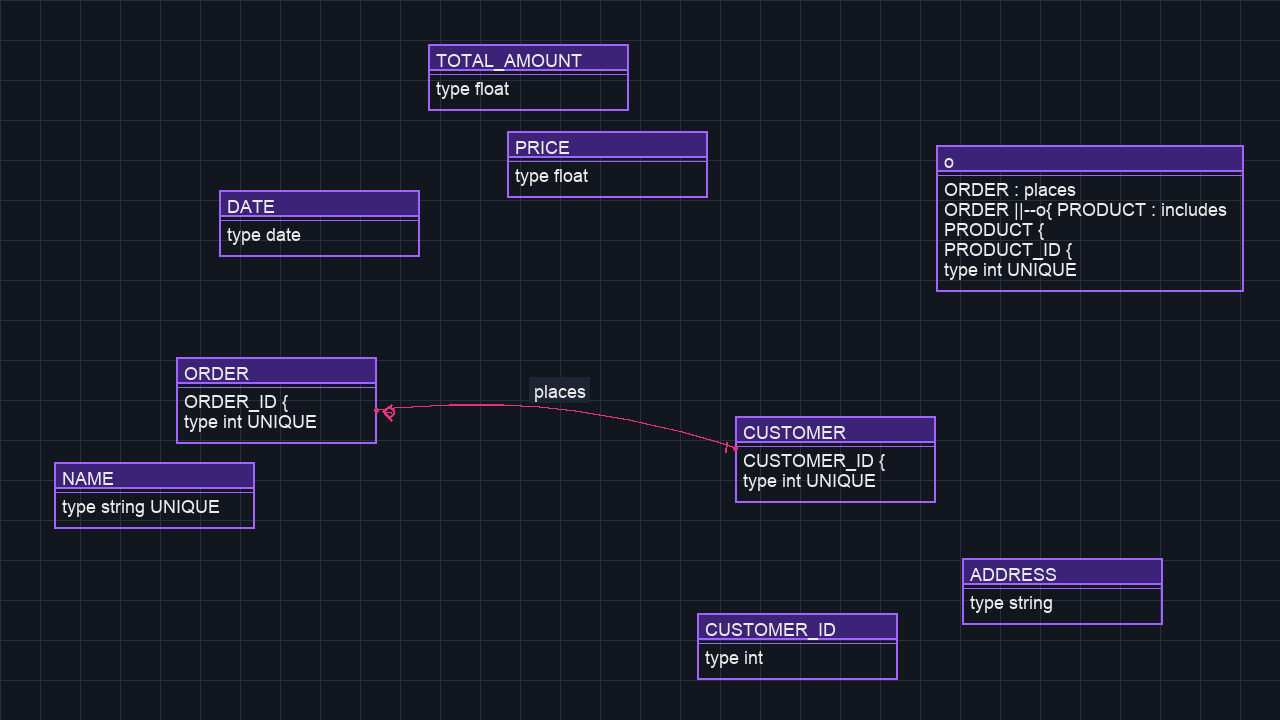 TOTAL_AMOUNT
type float
PRICE
type float
o
ORDER : places
ORDER ||--o{ PRODUCT : includes
PRODUCT {
PRODUCT_ID {
type int UNIQUE
DATE
type date
ORDER
ORDER_ID {
type int UNIQUE
places
CUSTOMER
CUSTOMER_ID {
type int UNIQUE
NAME
type string UNIQUE
ADDRESS
type string
CUSTOMER_ID
type int